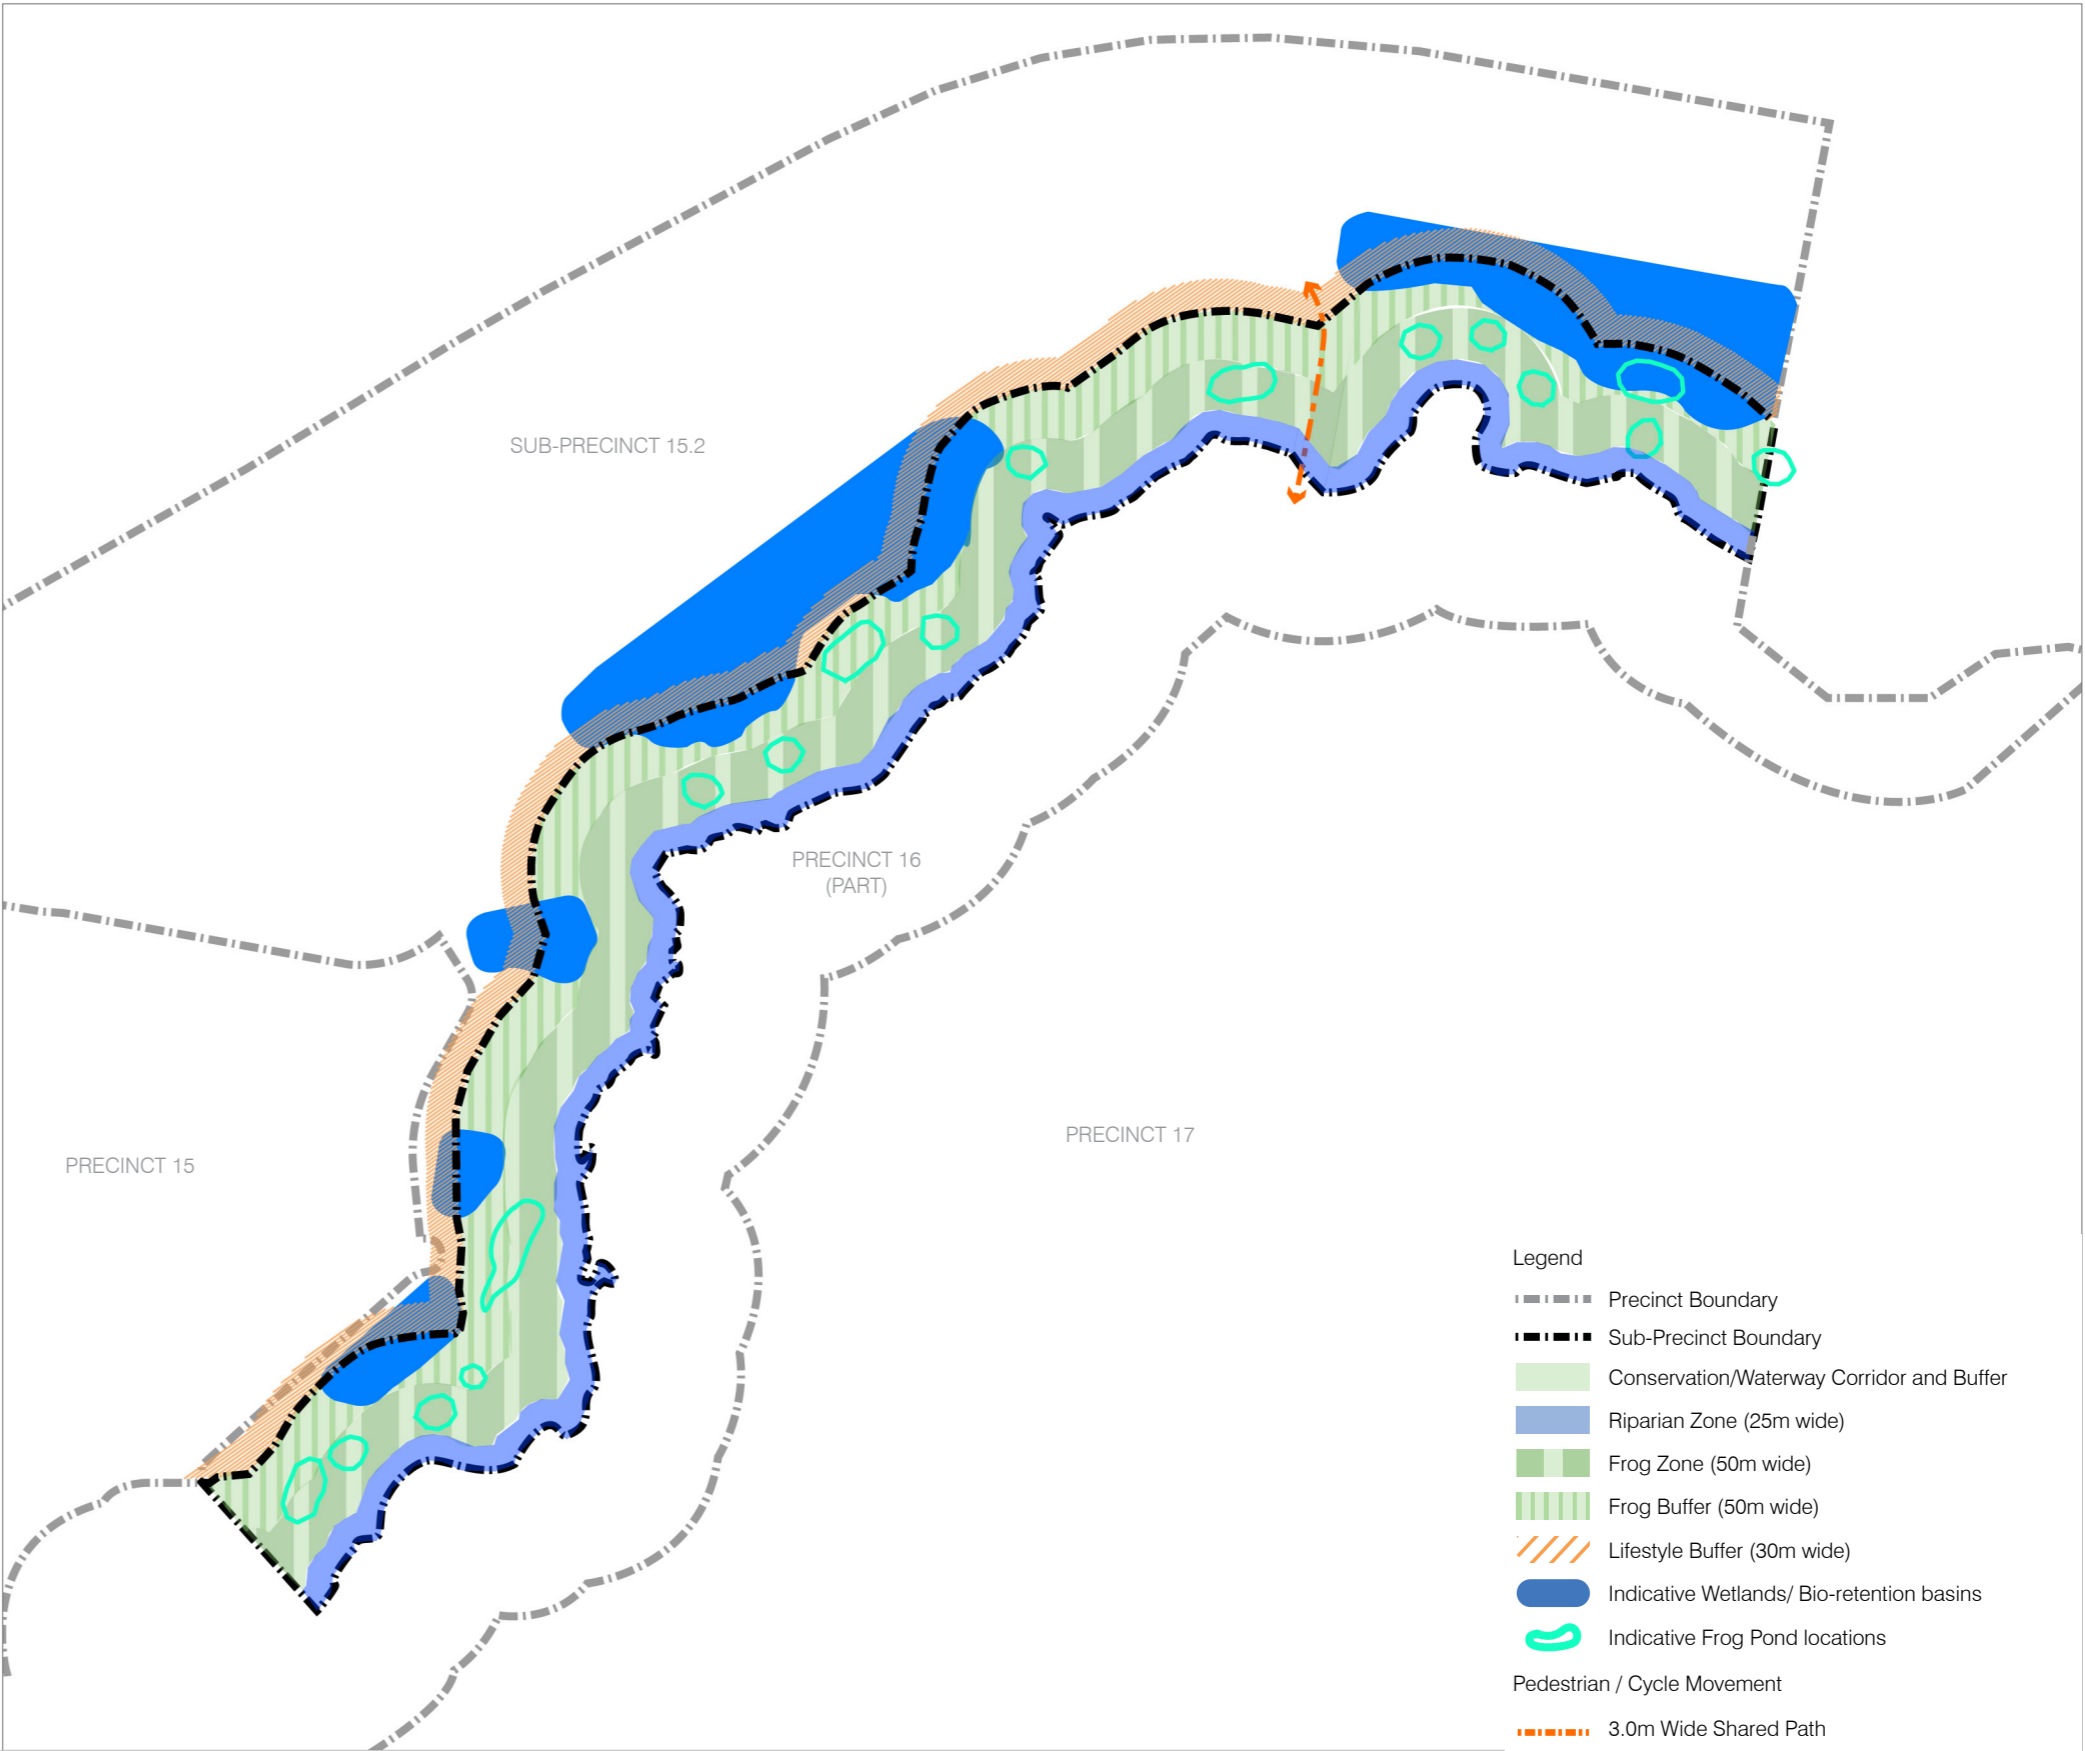 SUB-PRECINCT 15.2
PRECINCT 16
(PART)
PRECINCT 17
PRECINCT 15
Legend
Precinct Boundary
Sub-Precinct Boundary
Conservation/Waterway Corridor and Buffer
Riparian Zone (25m wide)
Frog Zone (50m wide)
Frog Buffer (50m wide)
Lifestyle Buffer (30m wide)
Indicative Wetlands/ Bio-retention basins
Indicative Frog Pond locations
Pedestrian / Cycle Movement
3.0m Wide Shared Path